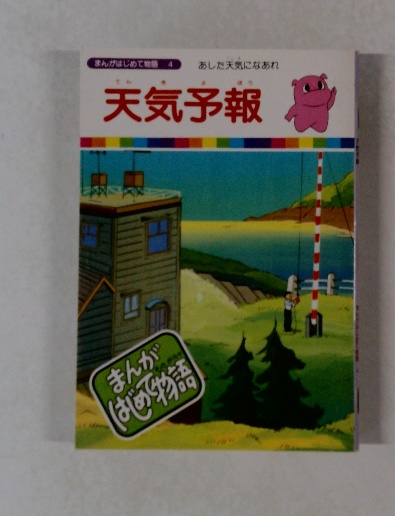 まんがはじめて物語 4
あした天気になあれ
てん き よ ほう
天気予報
まんが
はじめて物語